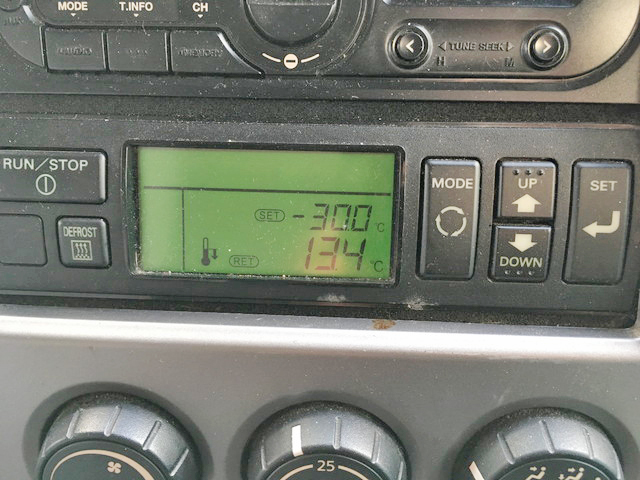 MODE T.INFO CH
MEMORY
TUNE SEEK
H M
RUN/STOP
DEFROST
SET -30.0 °C
RET 13.4 °C
MODE
UP
DOWN
SET
25